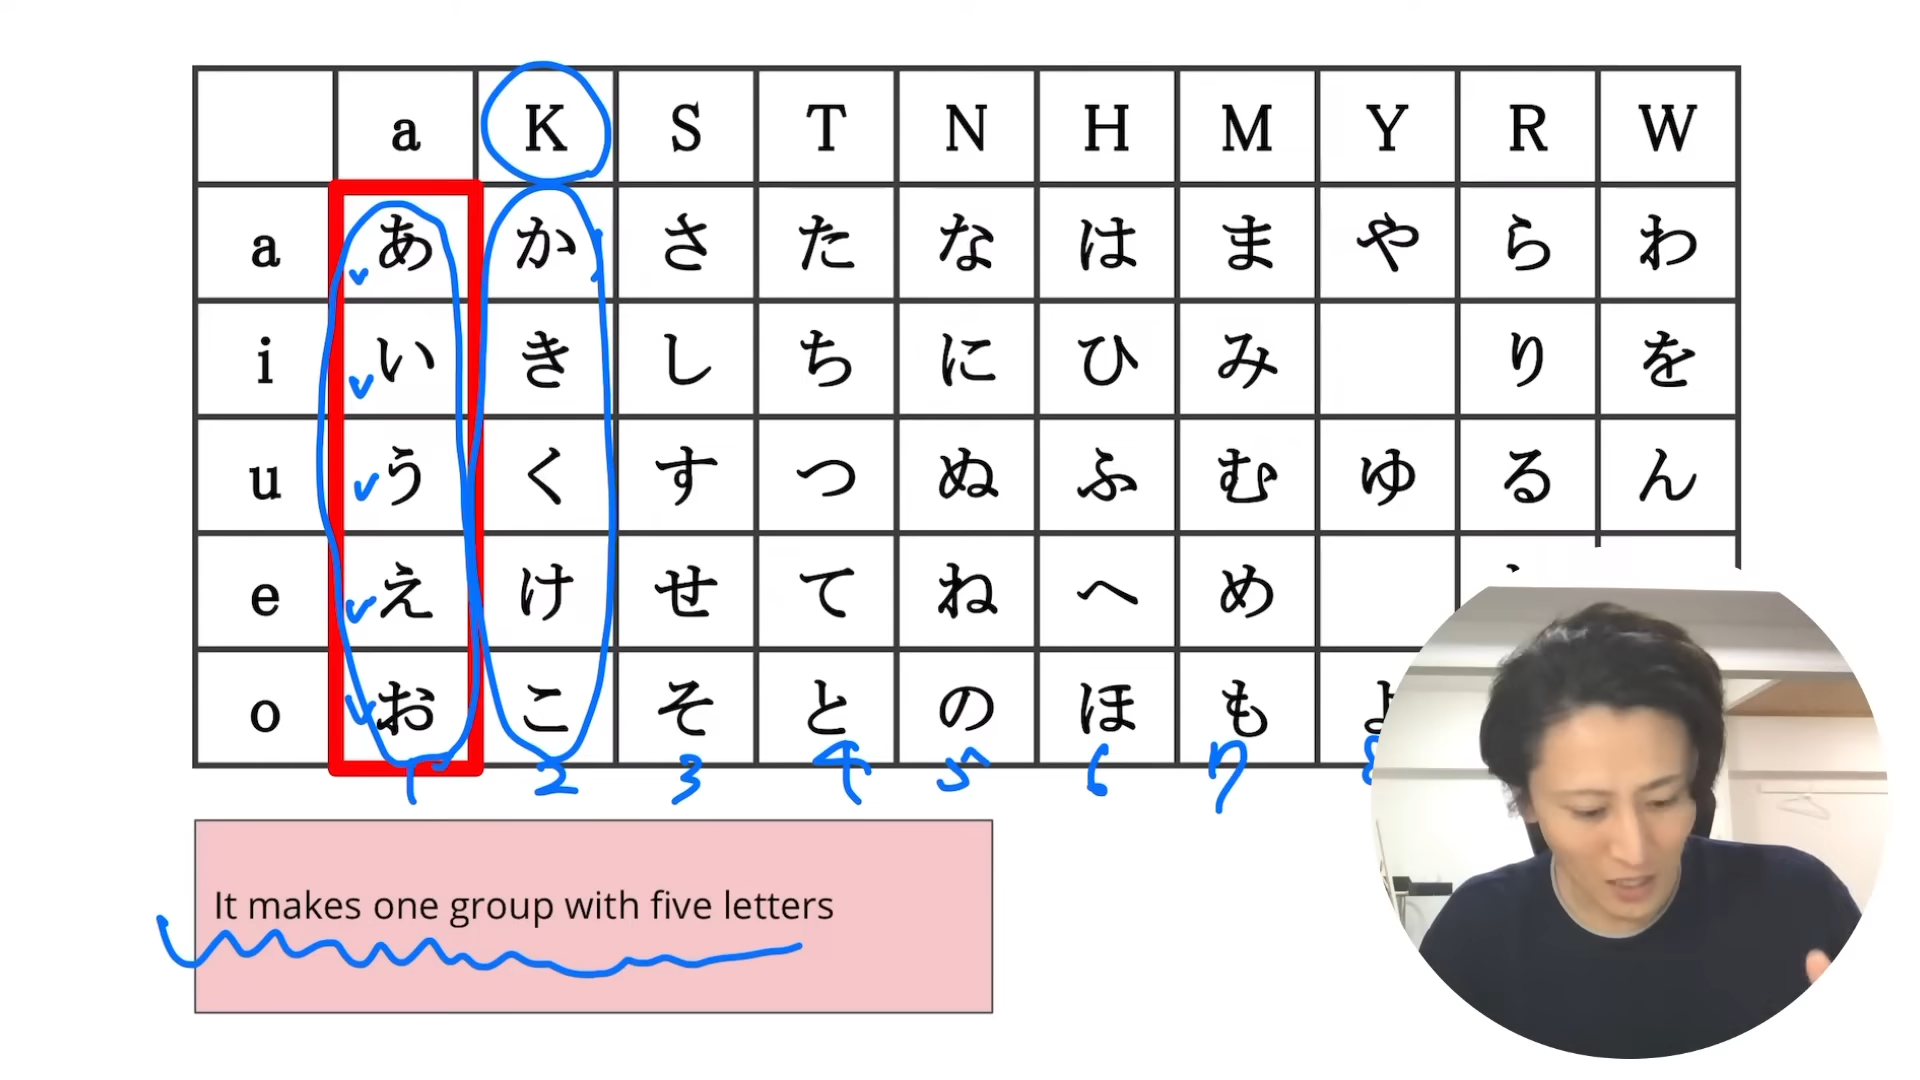 a K S T N H M Y R W
a あ か さ た な は ま や ら わ
i い き し ち に ひ み り を
u う く す つ ぬ ふ む ゆ る ん
e え け せ て ね へ め
o お こ そ と の ほ も
1 2 3 4 5 6 7
It makes one group with five letters